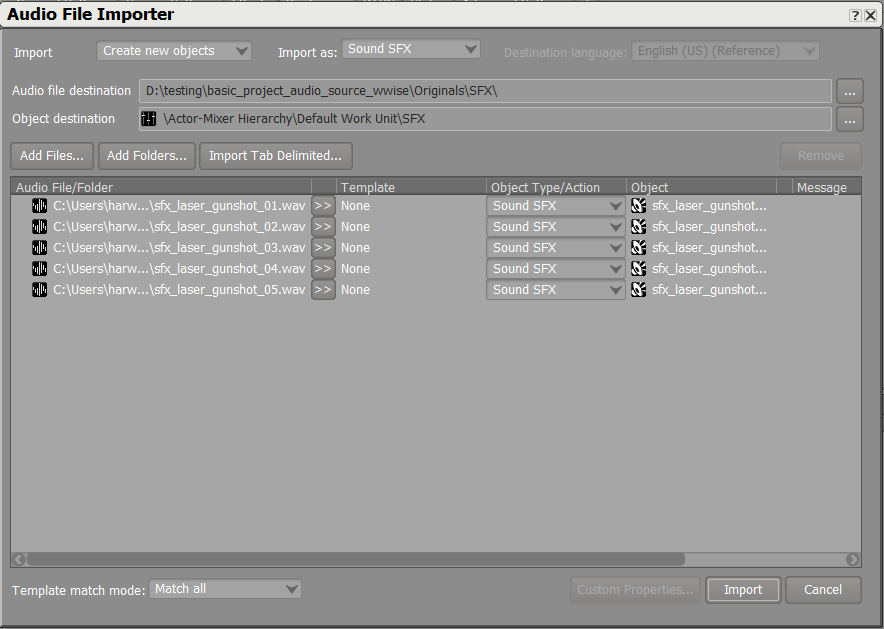 Audio File Importer
Import Create new objects Import as: Sound SFX Destination language: English (US) (Reference)
Audio file destination D:\testing\basic_project_audio_source_wwise\Originals\SFX\ ...
Object destination \Actor-Mixer Hierarchy\Default Work Unit\SFX ...
Add Files... Add Folders... Import Tab Delimited... Remove
Audio File/Folder Template Object Type/Action Object Message
C:\Users\harw...\sfx_laser_gunshot_01.wav >> None Sound SFX sfx_laser_gunshot...
C:\Users\harw...\sfx_laser_gunshot_02.wav >> None Sound SFX sfx_laser_gunshot...
C:\Users\harw...\sfx_laser_gunshot_03.wav >> None Sound SFX sfx_laser_gunshot...
C:\Users\harw...\sfx_laser_gunshot_04.wav >> None Sound SFX sfx_laser_gunshot...
C:\Users\harw...\sfx_laser_gunshot_05.wav >> None Sound SFX sfx_laser_gunshot...
Template match mode: Match all Custom Properties... Import Cancel